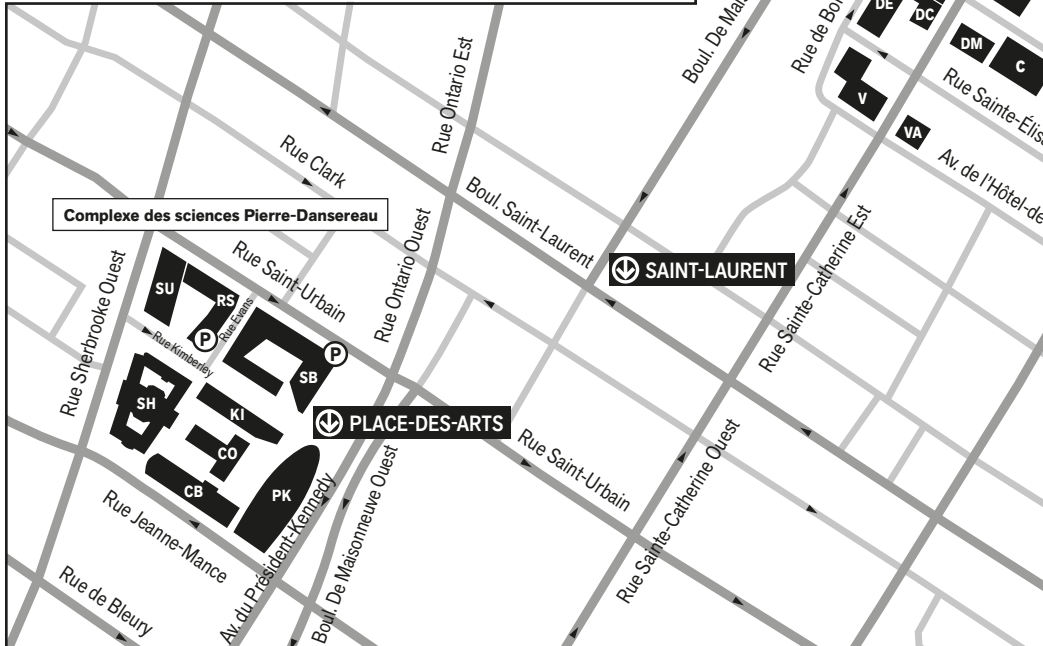 DE
DC
DM
C
V
VA
Boul. De Mais
Rue de Bor
Rue Sainte-Élisa
Av. de l'Hôtel-de
Rue Ontario Est
Rue Clark
Boul. Saint-Laurent
Complexe des sciences Pierre-Dansereau
Rue Saint-Urbain
Rue Ontario Ouest
SAINT-LAURENT
Rue Sainte-Catherine Est
Rue Sherbrooke Ouest
SU
RS
Rue Evans
P
Rue Kimberley
P
SB
SH
KI
PLACE-DES-ARTS
CO
CB
PK
Rue Saint-Urbain
Rue Sainte-Catherine Ouest
Rue Jeanne-Mance
Rue de Bleury
Av. du Président-Kennedy
Boul. De Maisonneuve Ouest